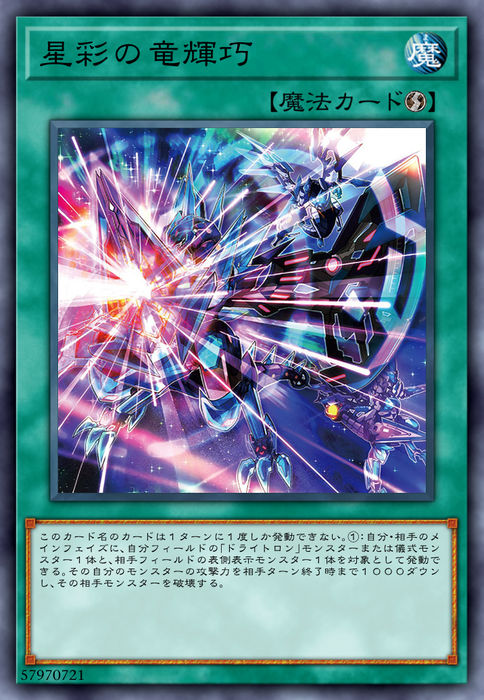 星彩の竜輝巧
魔
【魔法カード】
このカード名のカードは1ターンに1度しか発動できない。①:自分・相手のメ
インフェイズに、自分フィールドの「ドライトロン」モンスターまたは儀式モン
スター1体と、相手フィールドの表側表示モンスター1体を対象として発動で
きる。その自分のモンスターの攻撃力を相手ターン終了時まで1000ダウン
し、その相手モンスターを破壊する。
57970721